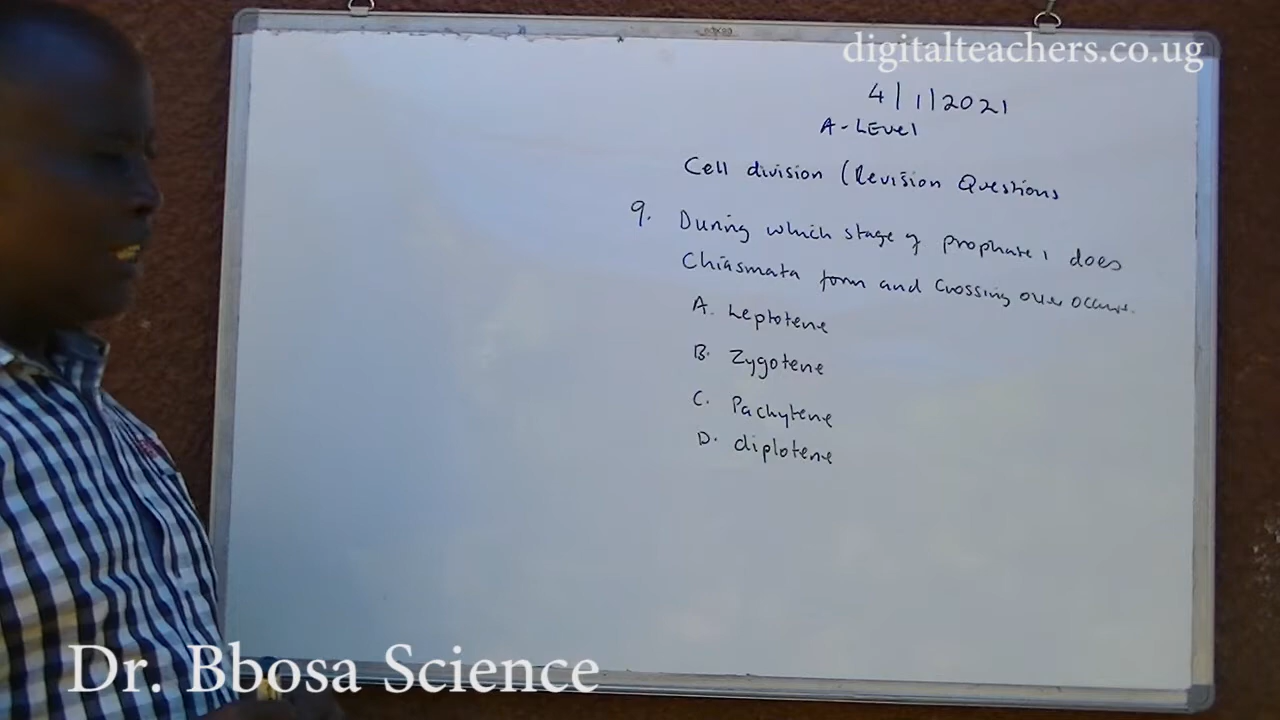 digitalteachers.co.ug
4/1/2021
A-LEvel
Cell division (Revision Questions
9. During which stage of prophase 1 does
Chiasmata form and crossing over occurs.
A. Leptotene
B. Zygotene
C. Pachytene
D. diplotene
Dr. Bbosa Science